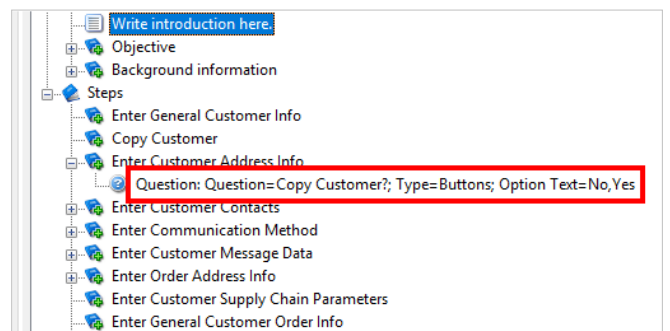 Write introduction here.
Objective
Background information
Steps
Enter General Customer Info
Copy Customer
Enter Customer Address Info
Question: Question=Copy Customer?; Type=Buttons; Option Text=No,Yes
Enter Customer Contacts
Enter Communication Method
Enter Customer Message Data
Enter Order Address Info
Enter Customer Supply Chain Parameters
Enter General Customer Order Info